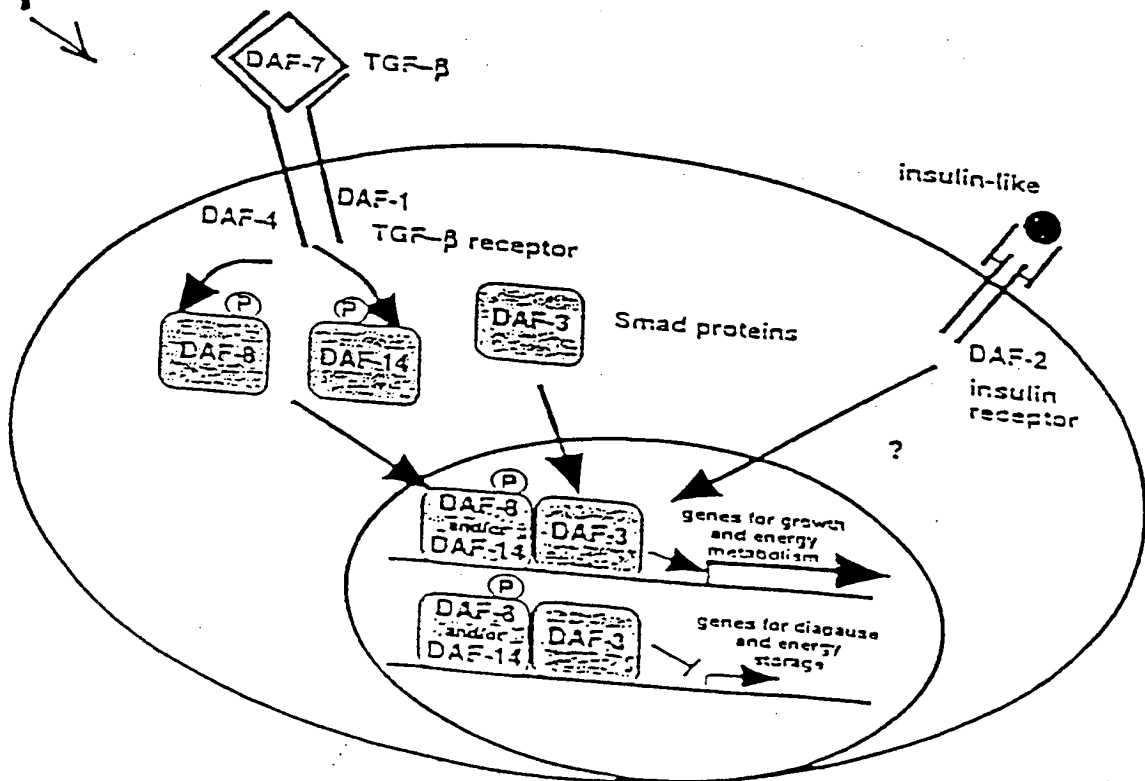 DAF-7 TGF-β
insulin-like
DAF-4 DAF-1
TGF-β receptor
P P
DAF-8 DAF-14 DAF-3 Smad proteins
DAF-2
insulin
receptor
?
P
DAF-8
and/or
DAF-14
DAF-3
genes for growth
and energy
metabolism
P
DAF-8
and/or
DAF-14
DAF-3
genes for diapause
and energy
storage